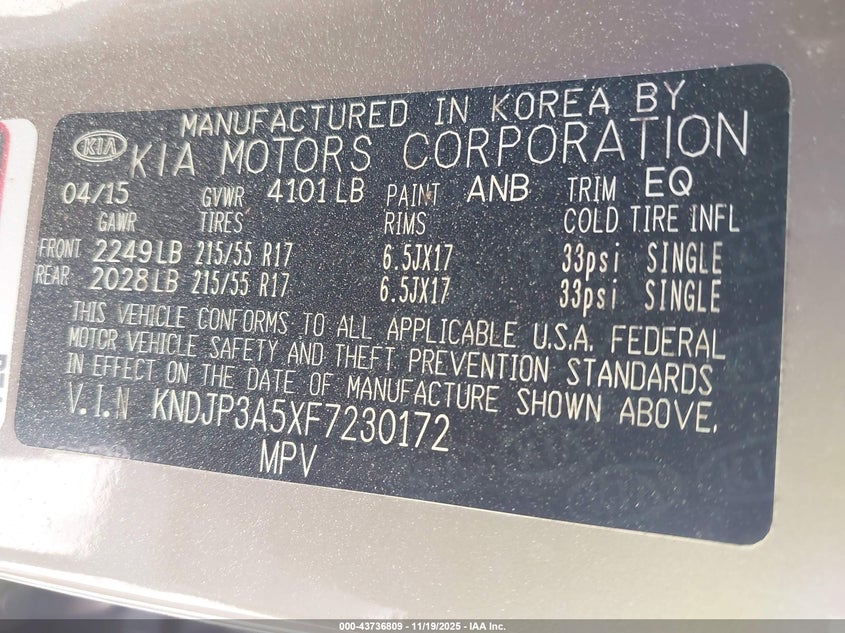 MANUFACTURED IN KOREA BY
KIA KIA MOTORS CORPORATION
04/15 GVWR 4101 LB PAINT ANB TRIM EQ
GAWR TIRES RIMS COLD TIRE INFL
FRONT 2249 LB 215/55 R17 6.5JX17 33psi SINGLE
REAR 2028 LB 215/55 R17 6.5JX17 33psi SINGLE
THIS VEHICLE CONFORMS TO ALL APPLICABLE U.S.A. FEDERAL
MOTOR VEHICLE SAFETY AND THEFT PREVENTION STANDARDS
IN EFFECT ON THE DATE OF MANUFACTURE SHOWN ABOVE.
V.I.N KNDJP3A5XF7230172
MPV
000-43736809 - 11/19/2025 - IAA Inc.